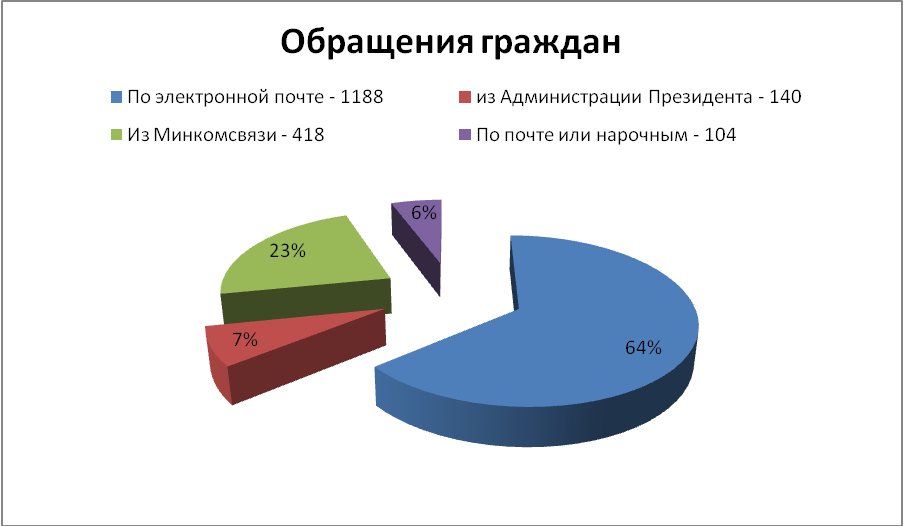 Обращения граждан
По электронной почте - 1188
из Администрации Президента - 140
Из Минкомсвязи - 418
По почте или нарочным - 104
6%
23%
7%
64%